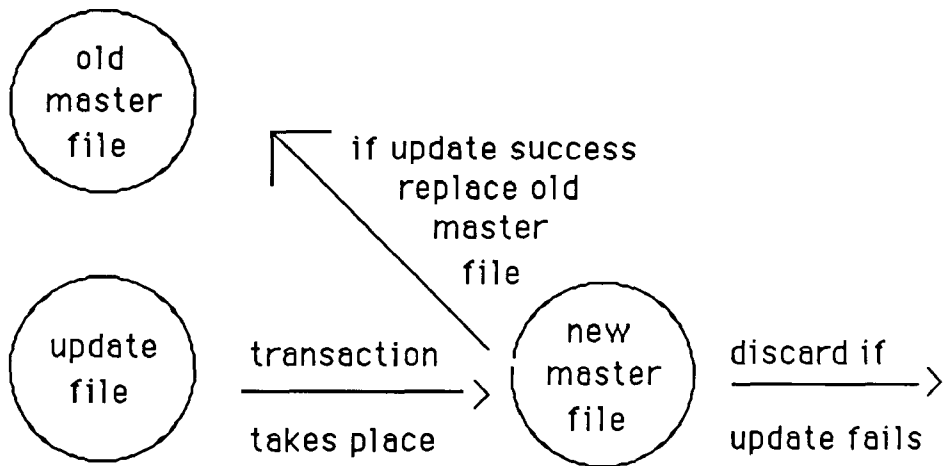 old
master
file
if update success
replace old
master
file
update
file
transaction
takes place
new
master
file
discard if
update fails